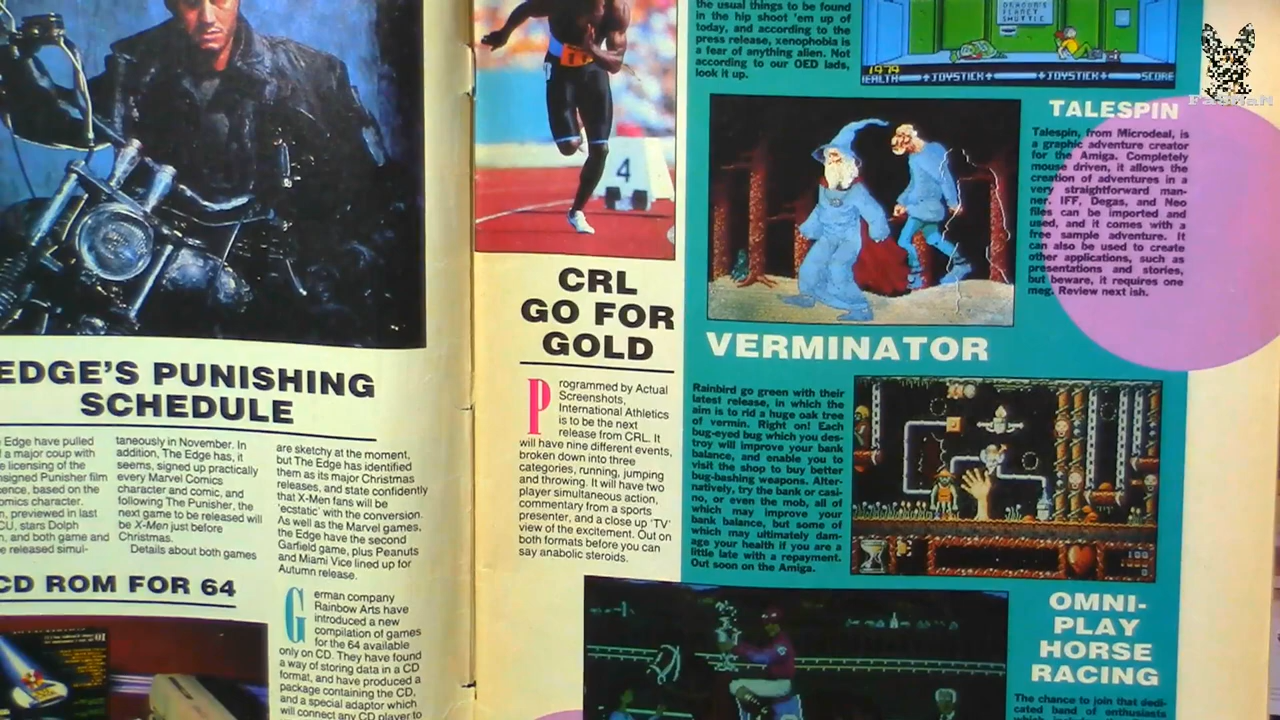 EDGE'S PUNISHING
SCHEDULE
Edge have pulled
a major coup with
licensing of the
signed Punisher film
ence, based on the
omics character.
previewed in last
CU, stars Dolph
and both game and
e released simul-
taneously in November. In
addition, The Edge has, it
seems, signed up practically
every Marvel Comics
character and comic, and
following The Punisher, the
next game to be released will
be X-Men just before
Christmas.
Details about both games
are sketchy at the moment,
but The Edge has identified
them as its major Christmas
releases, and state confidently
that X-Men fans will be
'ecstatic' with the conversion.
As well as the Marvel games,
the Edge have the second
Garfield game, plus Peanuts
and Miami Vice lined up for
Autumn release.
CD ROM FOR 64
German company
Rainbow Arts have
introduced a new
compilation of games
for the 64 available
only on CD. They have found
a way of storing data in a CD
format, and have produced a
package containing the CD,
and a special adaptor which
will connect any CD player to
4
CRL
GO FOR
GOLD
Programmed by Actual
Screenshots,
International Athletics
is to be the next
release from CRL. It
will have nine different events,
broken down into three
categories, running, jumping
and throwing. It will have two
player simultaneous action,
commentary from a sports
presenter, and a close up 'TV'
view of the excitement. Out on
both formats before you can
say anabolic steroids.
the usual things to be found
in the hip shoot 'em up of
today, and according to the
press release, xenophobia is
a fear of anything alien. Not
according to our OED lads,
look it up.
SHUTTLE
1979
HEALTH JOYSTICK JOYSTICK SCORE
TALESPIN
Talespin, from Microdeal, is
a graphic adventure creator
for the Amiga. Completely
mouse driven, it allows the
creation of adventures in a
very straightforward man-
ner. IFF, Degas, and Neo
files can be imported and
used, and it comes with a
free sample adventure. It
can also be used to create
other applications, such as
presentations and stories,
but beware, it requires one
meg. Review next ish.
VERMINATOR
Rainbird go green with their
latest release, in which the
aim is to rid a huge oak tree
of vermin. Right on! Each
bug-eyed bug which you des-
troy will improve your bank
balance, and enable you to
visit the shop to buy better
bug-bashing weapons. Alter-
natively, try the bank or casi-
no, or even the mob, all of
which may improve your
bank balance, but some of
which may ultimately dam-
age your health if you are a
little late with a repayment.
Out soon on the Amiga.
OMNI-
PLAY
HORSE
RACING
The chance to join that dedi-
cated band of enthusiasts